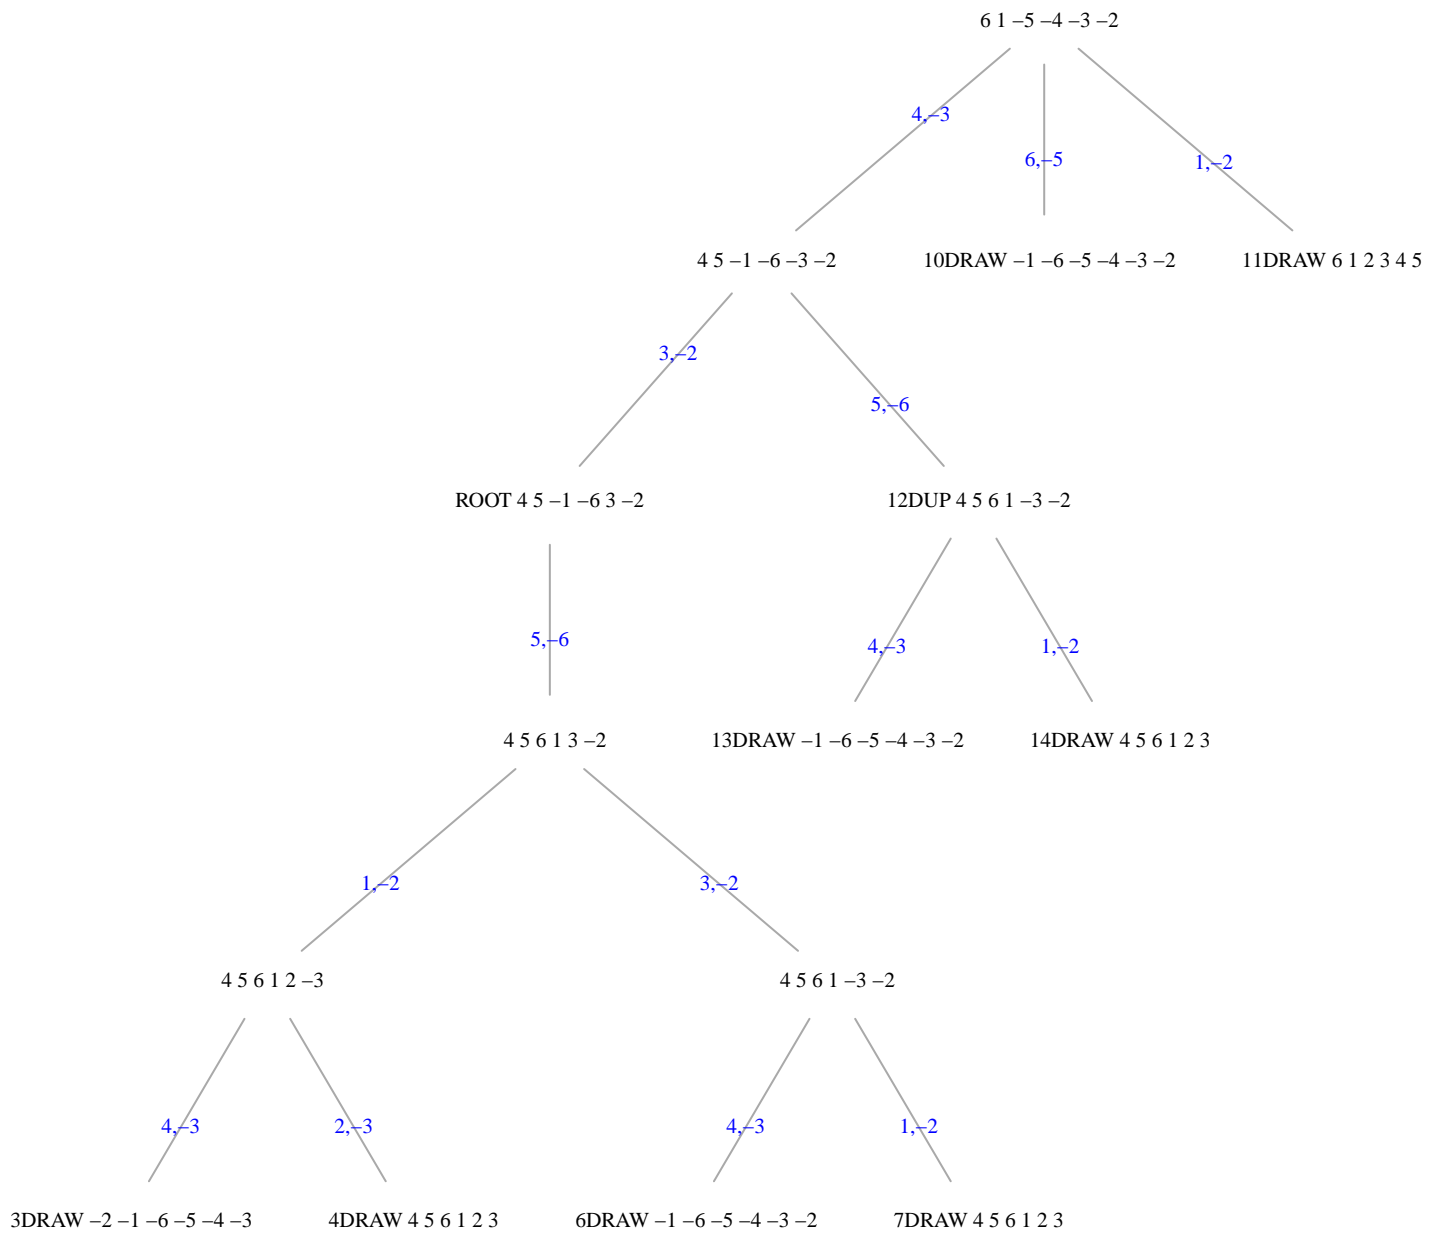 6 1 –5 –4 –3 –2
4,–3
6,–5
1,–2
4 5 –1 –6 –3 –2
10DRAW –1 –6 –5 –4 –3 –2
11DRAW 6 1 2 3 4 5
3,–2
5,–6
ROOT 4 5 –1 –6 3 –2
12DUP 4 5 6 1 –3 –2
5,–6
4,–3
1,–2
4 5 6 1 3 –2
13DRAW –1 –6 –5 –4 –3 –2
14DRAW 4 5 6 1 2 3
1,–2
3,–2
4 5 6 1 2 –3
4 5 6 1 –3 –2
4,–3
2,–3
4,–3
1,–2
3DRAW –2 –1 –6 –5 –4 –3
4DRAW 4 5 6 1 2 3
6DRAW –1 –6 –5 –4 –3 –2
7DRAW 4 5 6 1 2 3